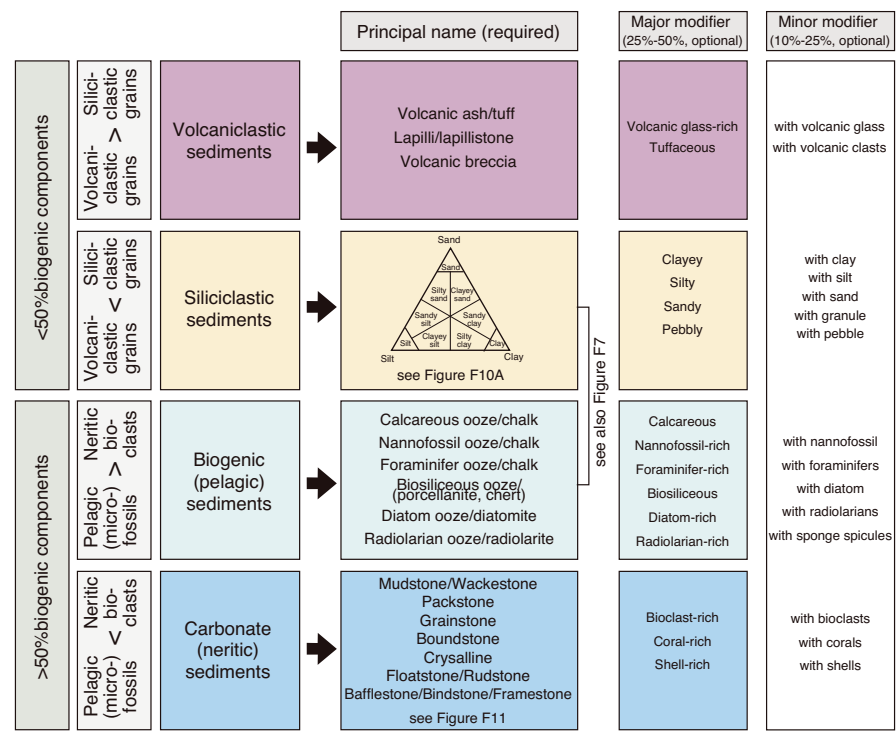 Principal name (required)
Major modifier
(25%-50%, optional)
Minor modifier
(10%-25%, optional)
<50%biogenic components
Volcani-
clastic
grains
>
Silici-
clastic
grains
Volcaniclastic
sediments
Volcanic ash/tuff
Lapilli/lapillistone
Volcanic breccia
Volcanic glass-rich
Tuffaceous
with volcanic glass
with volcanic clasts
Volcani-
clastic
grains
<
Silici-
clastic
grains
Siliciclastic
sediments
Sand
Sand
Silty
sand
Clayey
sand
Sandy
silt
Sandy
clay
Silt
Clayey
silt
Silty
clay
Clay
Silt
Clay
see Figure F10A
Clayey
Silty
Sandy
Pebbly
with clay
with silt
with sand
with granule
with pebble
see also Figure F7
>50%biogenic components
Pelagic
(micro-)
fossils
>
Neritic
bio-
clasts
Biogenic
(pelagic)
sediments
Calcareous ooze/chalk
Nannofossil ooze/chalk
Foraminifer ooze/chalk
Biosiliceous ooze/
(porcellanite, chert)
Diatom ooze/diatomite
Radiolarian ooze/radiolarite
Calcareous
Nannofossil-rich
Foraminifer-rich
Biosiliceous
Diatom-rich
Radiolarian-rich
with nannofossil
with foraminifers
with diatom
with radiolarians
with sponge spicules
Pelagic
(micro-)
fossils
<
Neritic
bio-
clasts
Carbonate
(neritic)
sediments
Mudstone/Wackestone
Packstone
Grainstone
Boundstone
Crysalline
Floatstone/Rudstone
Bafflestone/Bindstone/Framestone
see Figure F11
Bioclast-rich
Coral-rich
Shell-rich
with bioclasts
with corals
with shells